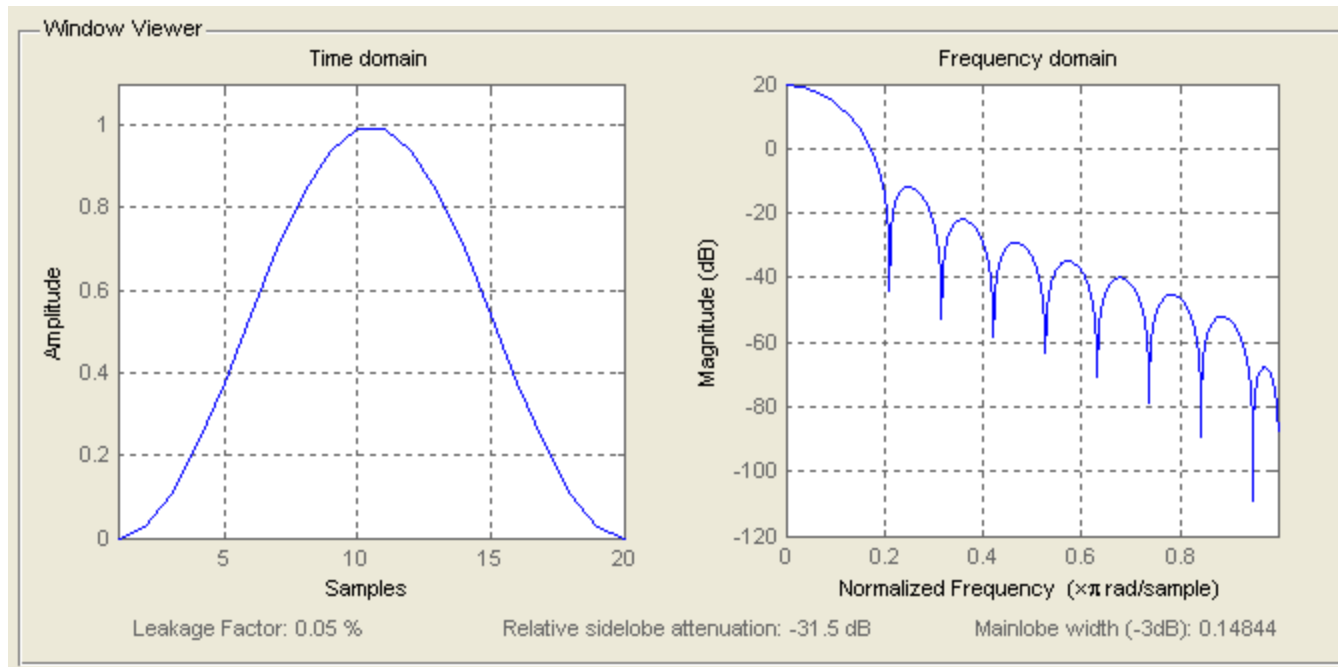 Window Viewer
Time domain
1
0.8
0.6
0.4
0.2
0
Amplitude
5
10
15
20
Samples
Frequency domain
20
0
-20
-40
-60
-80
-100
-120
Magnitude (dB)
0
0.2
0.4
0.6
0.8
Normalized Frequency (×π rad/sample)
Leakage Factor: 0.05 %
Relative sidelobe attenuation: -31.5 dB
Mainlobe width (-3dB): 0.14844